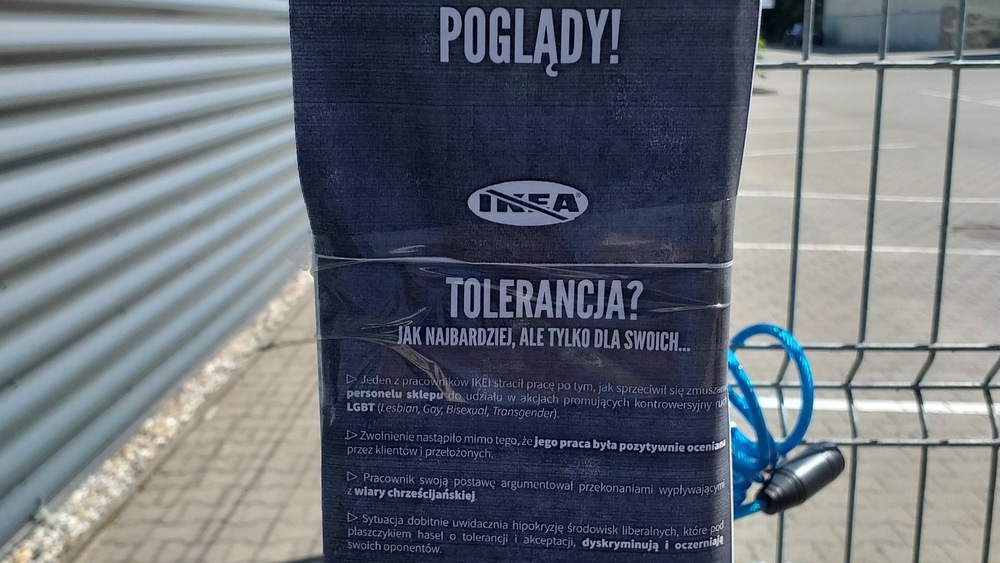 POGLĄDY!
IKEA
TOLERANCJA?
JAK NAJBARDZIEJ, ALE TYLKO DLA SWOICH...
▷ Jeden z pracowników IKEI stracił pracę po tym, jak sprzeciwił się zmuszaniu
personelu sklepu do udziału w akcjach promujących kontrowersyjny ruch
LGBT (Lesbian, Gay, Bisexual, Transgender).
▷ Zwolnienie nastąpiło mimo tego, że jego praca była pozytywnie oceniana
przez klientów i przełożonych.
▷ Pracownik swoją postawę argumentował przekonaniami wypływającymi
z wiary chrześcijańskiej
▷ Sytuacja dobitnie uwidacznia hipokryzję środowisk liberalnych, które pod
płaszczykiem haseł o tolerancji i akceptacji, dyskryminują i oczerniają
swoich oponentów.